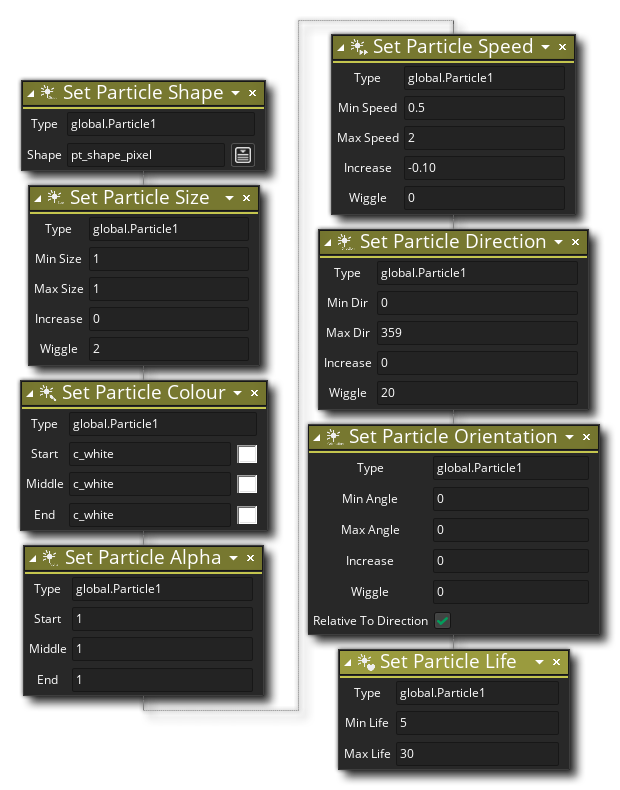 Set Particle Shape
Type global.Particle1
Shape pt_shape_pixel
Set Particle Size
Type global.Particle1
Min Size 1
Max Size 1
Increase 0
Wiggle 2
Set Particle Colour
Type global.Particle1
Start c_white
Middle c_white
End c_white
Set Particle Alpha
Type global.Particle1
Start 1
Middle 1
End 1
Set Particle Speed
Type global.Particle1
Min Speed 0.5
Max Speed 2
Increase -0.10
Wiggle 0
Set Particle Direction
Type global.Particle1
Min Dir 0
Max Dir 359
Increase 0
Wiggle 20
Set Particle Orientation
Type global.Particle1
Min Angle 0
Max Angle 0
Increase 0
Wiggle 0
Relative To Direction
Set Particle Life
Type global.Particle1
Min Life 5
Max Life 30